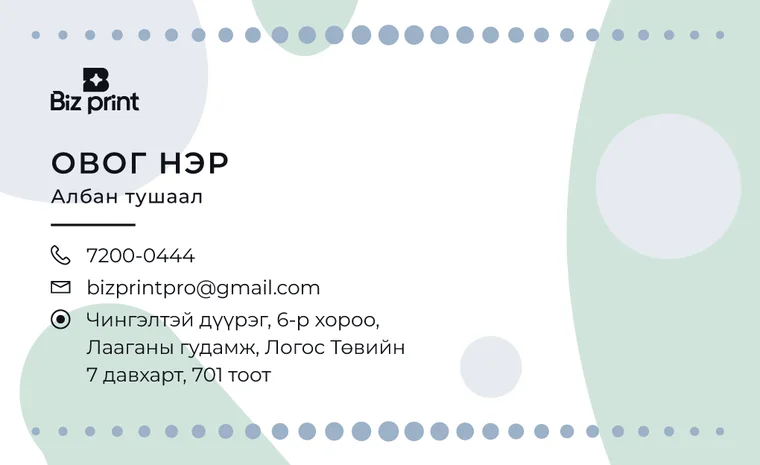 Biz print
ОВОГ НЭР
Албан тушаал
7200-0444
bizprintpro@gmail.com
Чингэлтэй дүүрэг, 6-р хороо,
Лааганы гудамж, Логос Төвийн
7 давхарт, 701 тоот